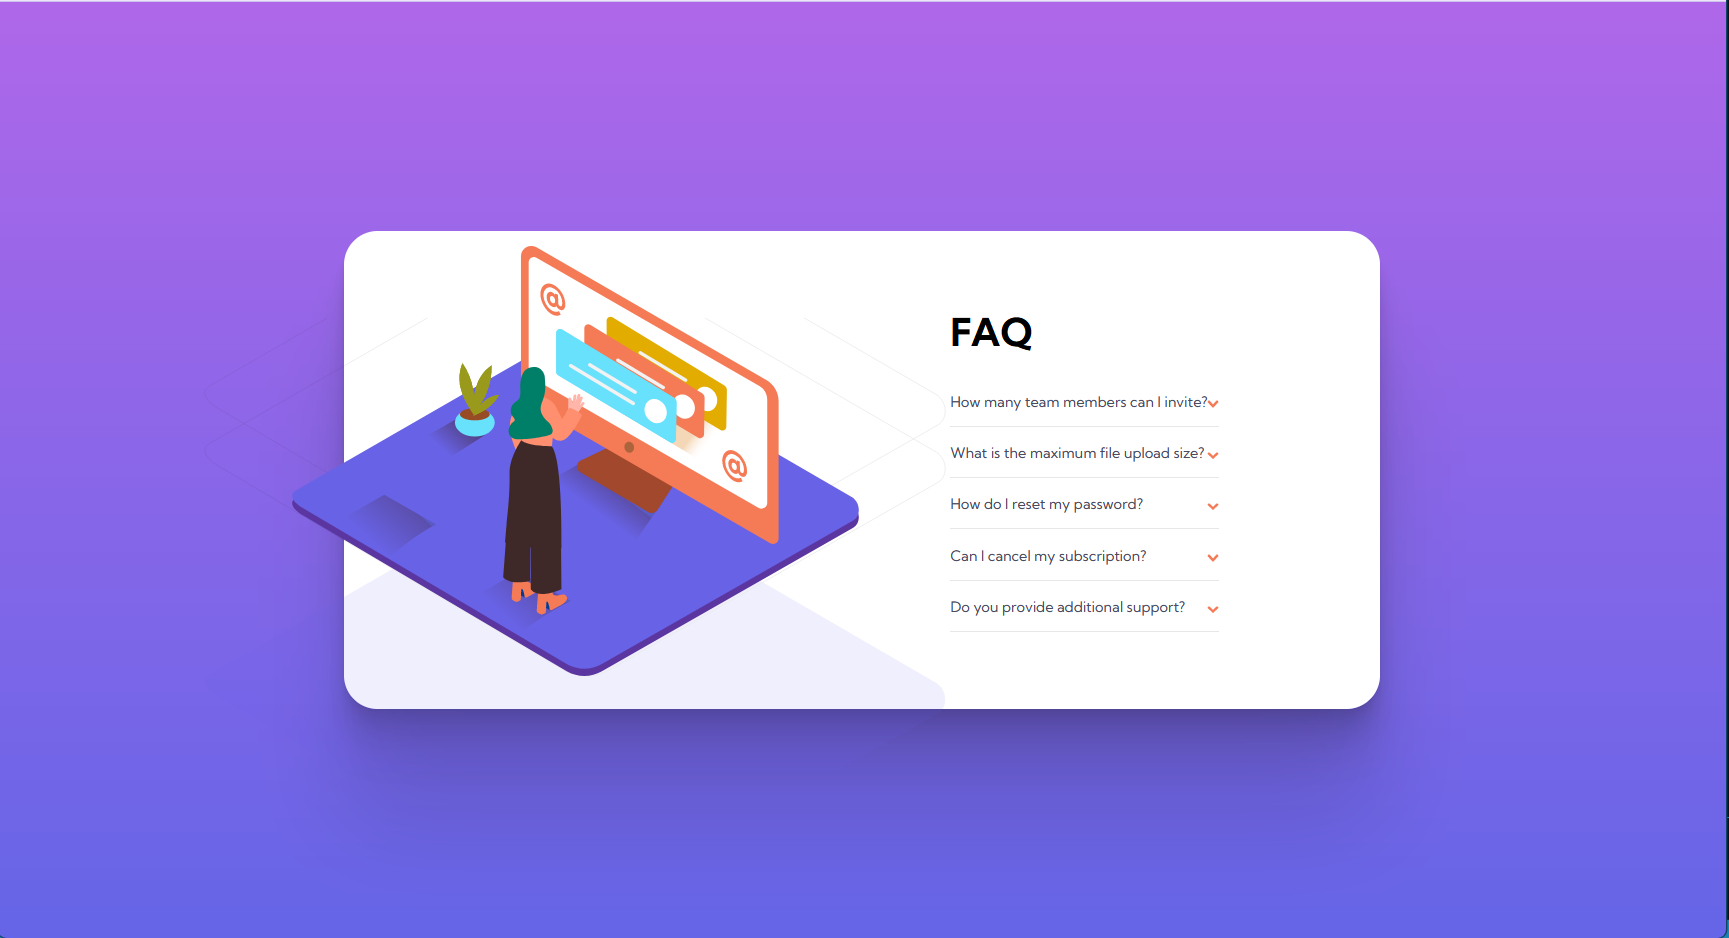 @
@
FAQ
How many team members can I invite?
What is the maximum file upload size?
How do I reset my password?
Can I cancel my subscription?
Do you provide additional support?